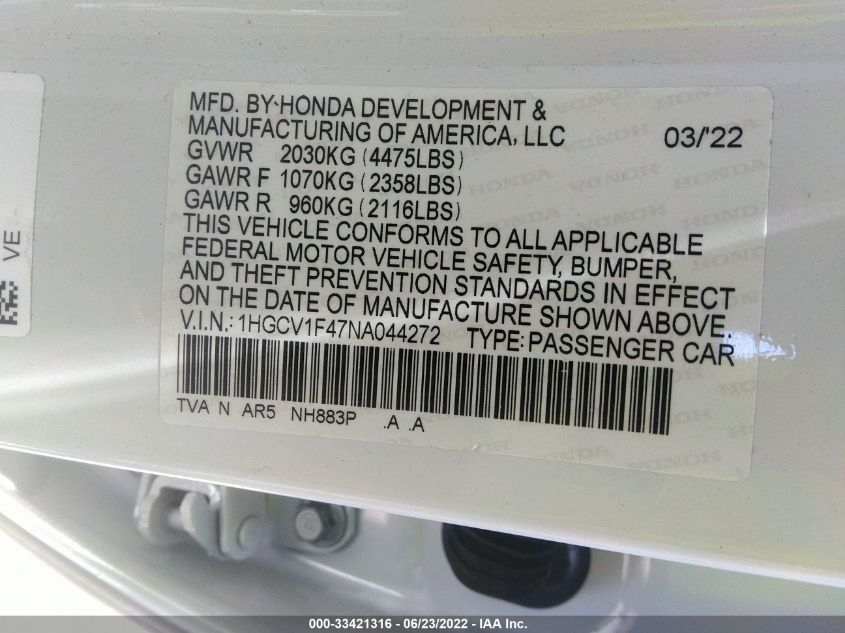 MFD. BY HONDA DEVELOPMENT &
MANUFACTURING OF AMERICA, LLC 03/'22
GVWR 2030KG (4475LBS)
GAWR F 1070KG (2358LBS)
GAWR R 960KG (2116LBS)
THIS VEHICLE CONFORMS TO ALL APPLICABLE
FEDERAL MOTOR VEHICLE SAFETY, BUMPER,
AND THEFT PREVENTION STANDARDS IN EFFECT
ON THE DATE OF MANUFACTURE SHOWN ABOVE.
V.I.N.: 1HGCV1F47NA044272 TYPE: PASSENGER CAR
TVA N AR5 NH883P .A .A
VE
000-33421316 - 06/23/2022 - IAA Inc.